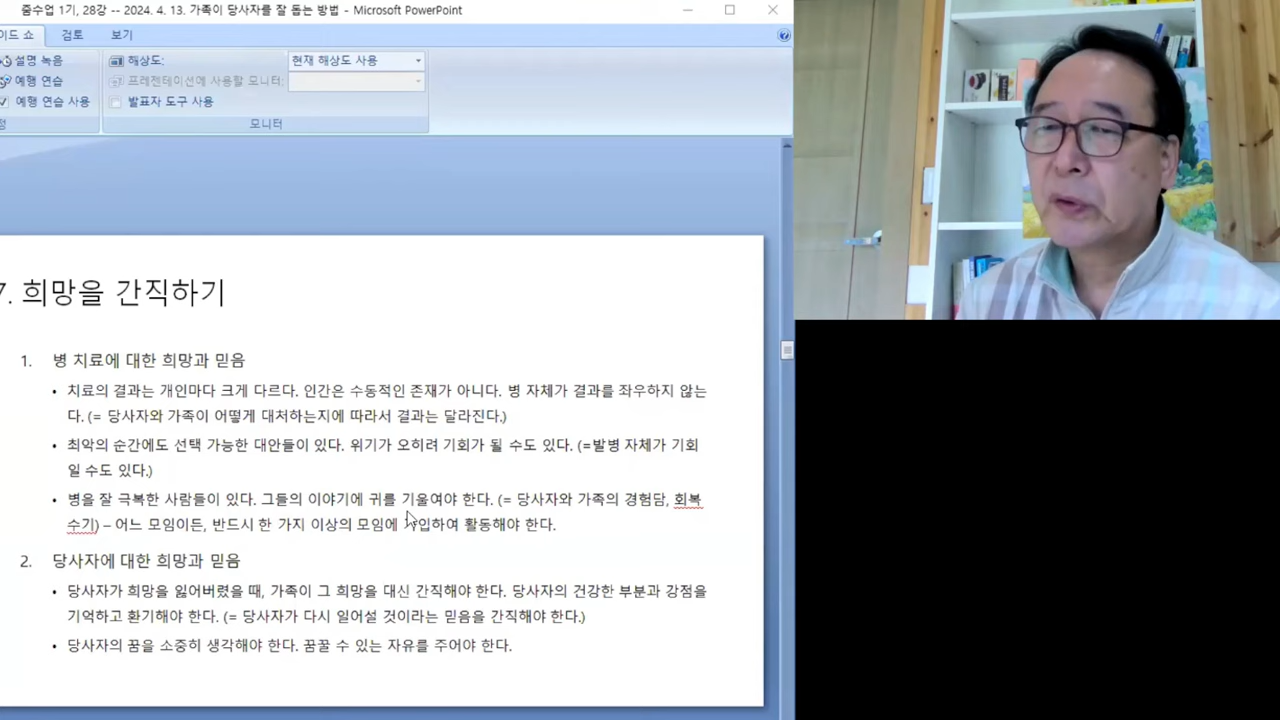 줌수업 1기, 28강 -- 2024. 4. 13. 가족이 당사자를 잘 돕는 방법 - Microsoft PowerPoint
이드 쇼 검토 보기
설명 녹음 해상도: 현재 해상도 사용
예행 연습 프레젠테이션에 사용할 모니터:
예행 연습 사용 발표자 도구 사용
정 모니터
7. 희망을 간직하기
1. 병 치료에 대한 희망과 믿음
• 치료의 결과는 개인마다 크게 다르다. 인간은 수동적인 존재가 아니다. 병 자체가 결과를 좌우하지 않는
다. (= 당사자와 가족이 어떻게 대처하는지에 따라서 결과는 달라진다.)
• 최악의 순간에도 선택 가능한 대안들이 있다. 위기가 오히려 기회가 될 수도 있다. (=발병 자체가 기회
일 수도 있다.)
• 병을 잘 극복한 사람들이 있다. 그들의 이야기에 귀를 기울여야 한다. (= 당사자와 가족의 경험담, 회복
수기) – 어느 모임이든, 반드시 한 가지 이상의 모임에 가입하여 활동해야 한다.
2. 당사자에 대한 희망과 믿음
• 당사자가 희망을 잃어버렸을 때, 가족이 그 희망을 대신 간직해야 한다. 당사자의 건강한 부분과 강점을
기억하고 환기해야 한다. (= 당사자가 다시 일어설 것이라는 믿음을 간직해야 한다.)
• 당사자의 꿈을 소중히 생각해야 한다. 꿈꿀 수 있는 자유를 주어야 한다.